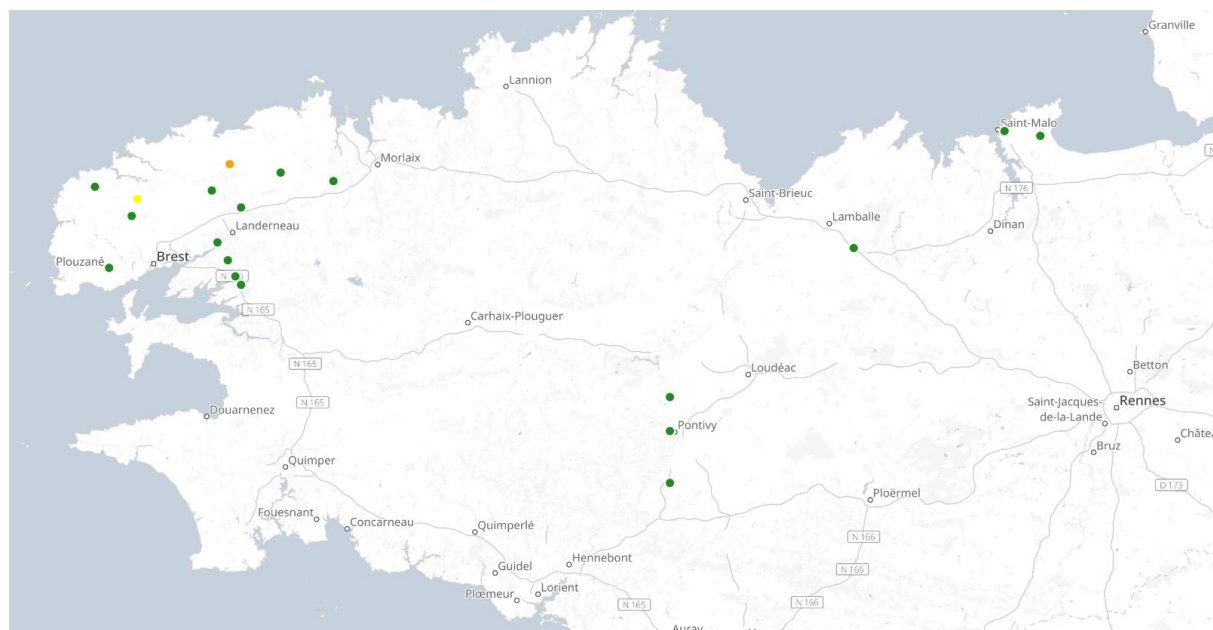 Granville
Lannion
Saint-Malo
Morlaix
N 176
Saint-Brieuc
Lamballe
Landerneau
Dinan
Brest
Plouzané
N 165
Carhaix-Plouguer
N 165
Betton
Loudéac
Saint-Jacques-
de-la-Lande
Rennes
N 165
Douarnenez
Pontivy
Bruz
Quimper
D 173
Ploërmel
Fouesnant
Concarneau
Quimperlé
N 166
Hennebont
Guidel
N 166
Lorient
Plœmeur
N 165
N 166
Auray